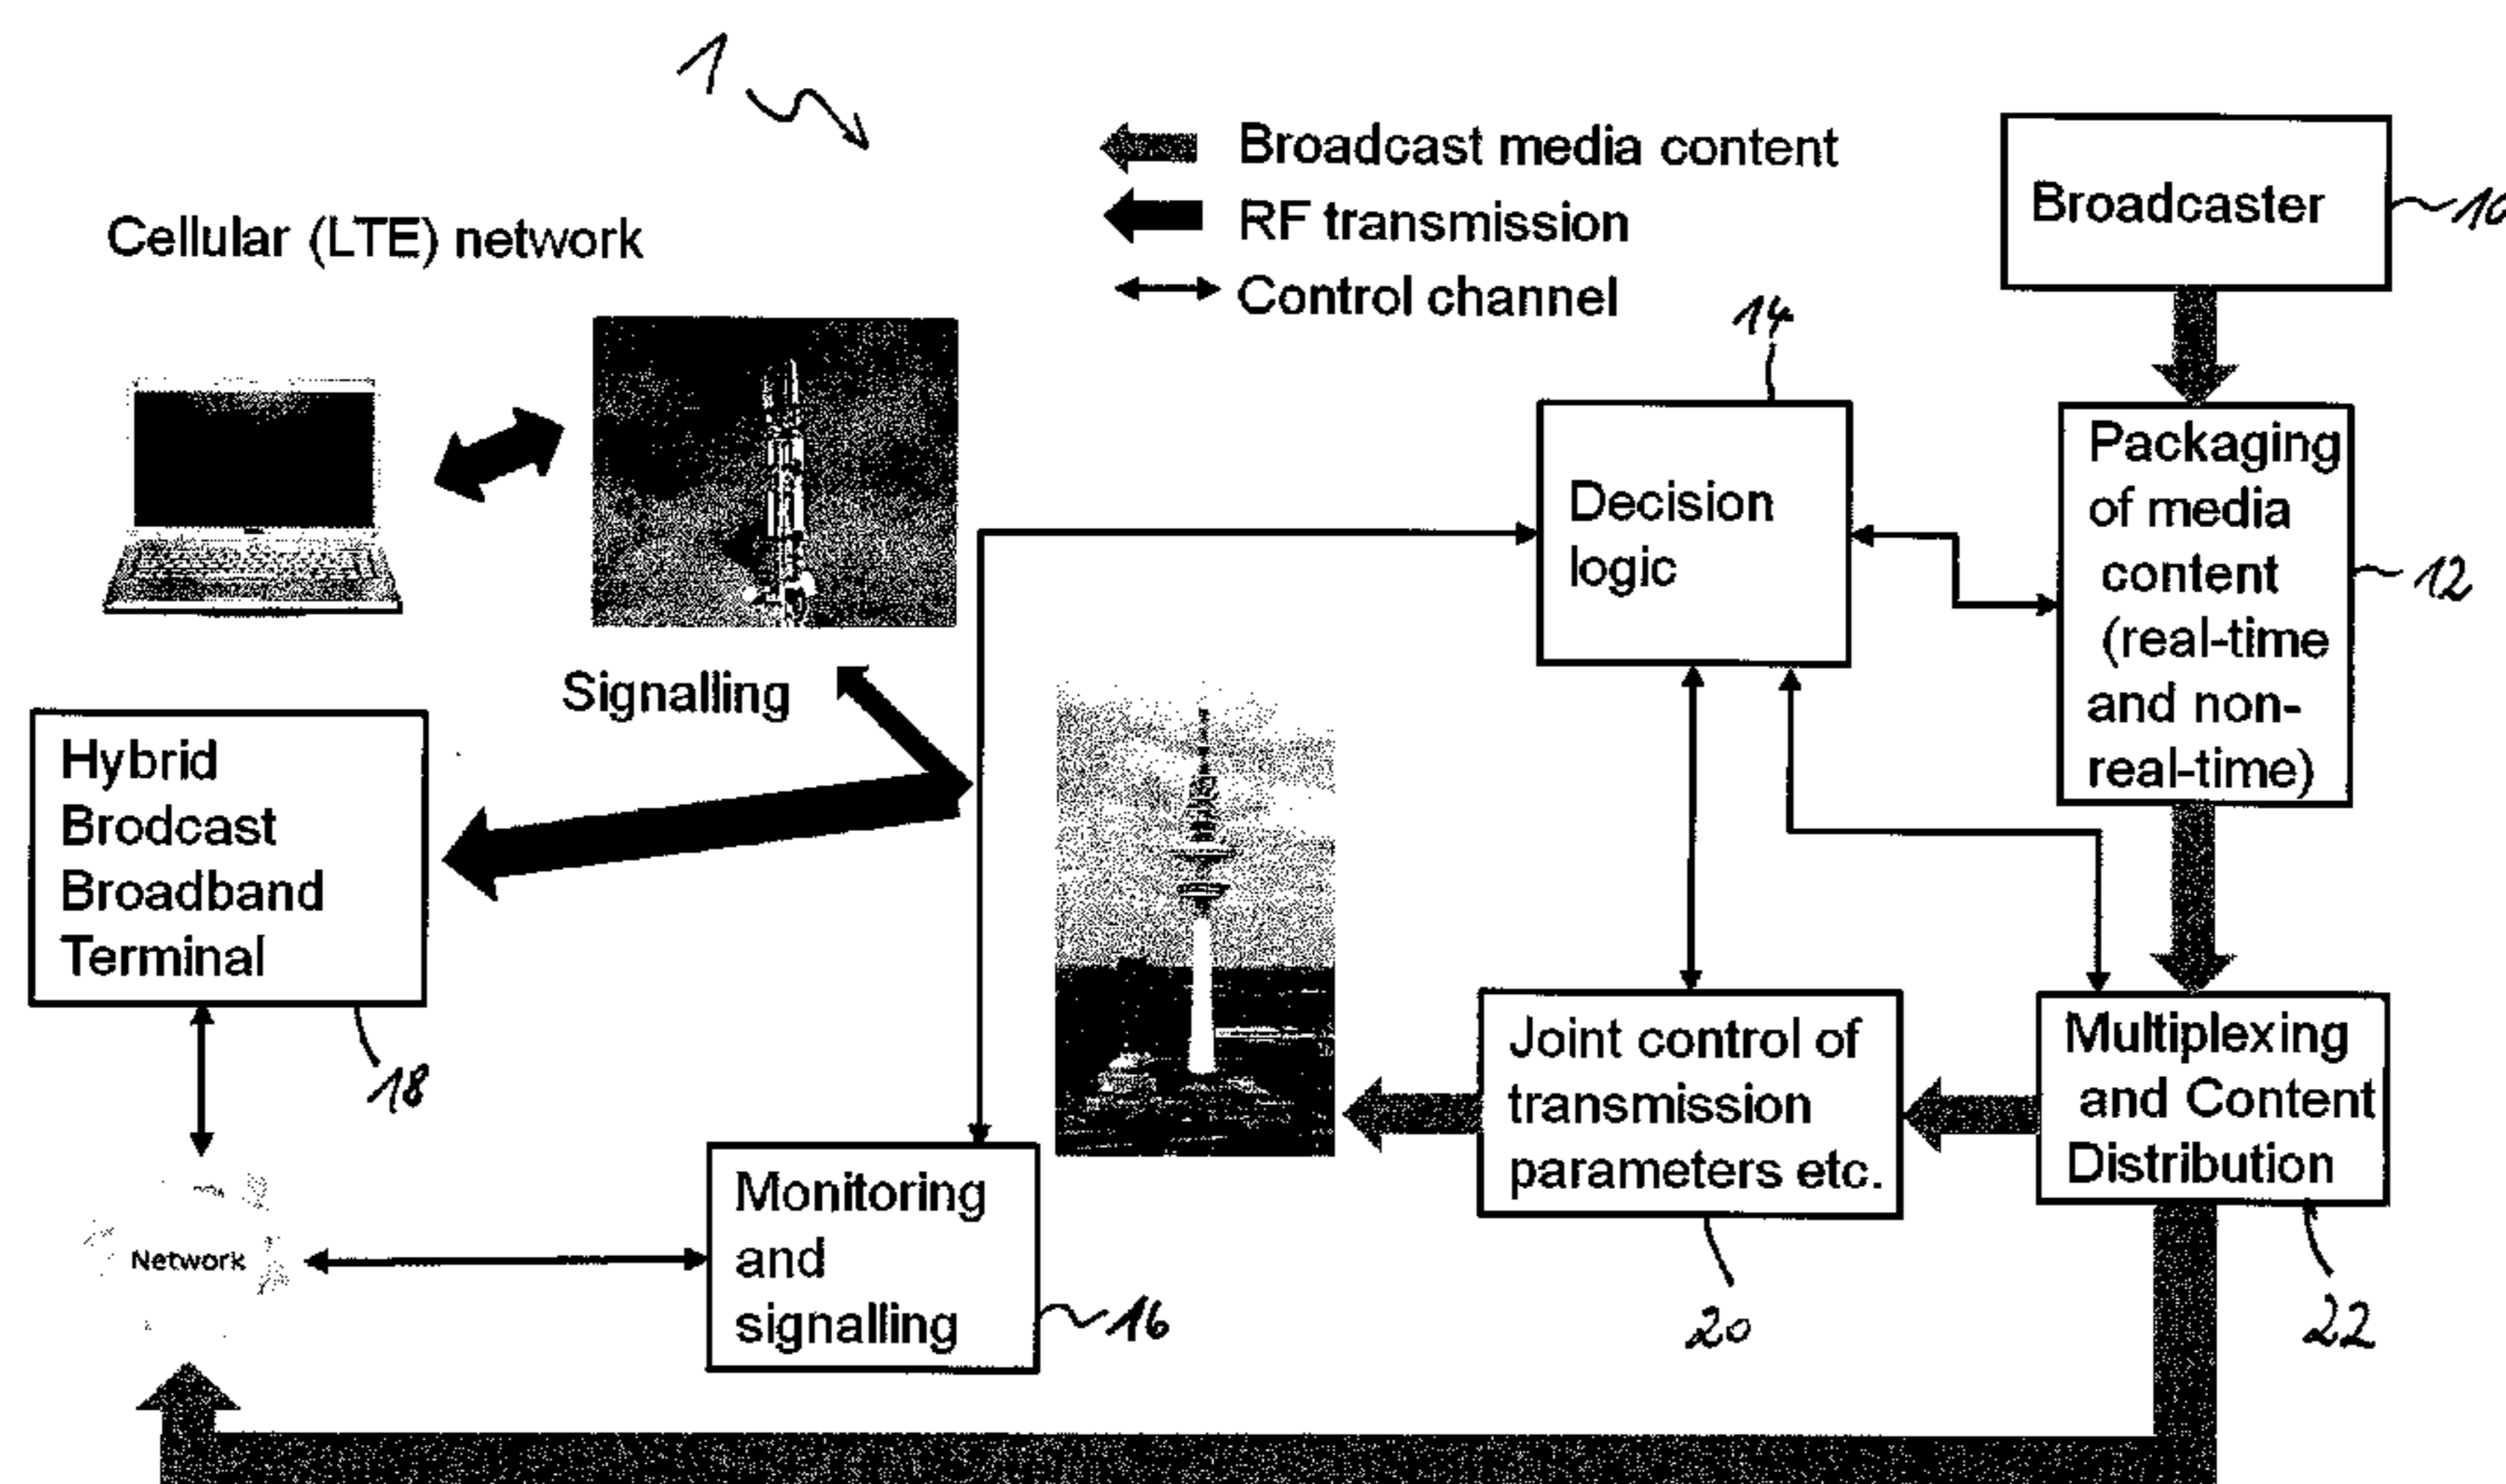 1
Broadcast media content
RF transmission
Control channel
Broadcaster
10
Cellular (LTE) network
14
Decision
logic
Packaging
of media
content
(real-time
and non-
real-time)
12
Signalling
Hybrid
Brodcast
Broadband
Terminal
18
Joint control of
transmission
parameters etc.
20
Multiplexing
and Content
Distribution
22
Monitoring
and
signalling
16
Network